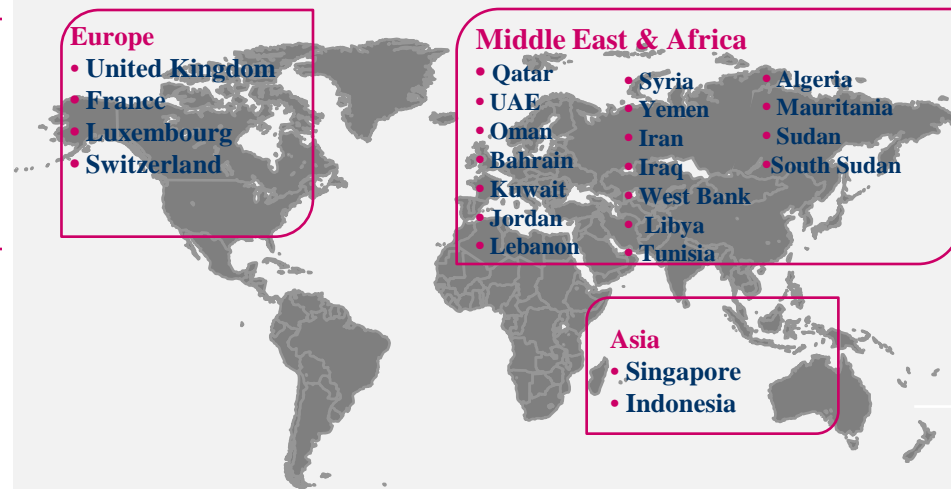 Europe
• United Kingdom
• France
• Luxembourg
• Switzerland
Middle East & Africa
• Qatar
• UAE
• Oman
• Bahrain
• Kuwait
• Jordan
• Lebanon
• Syria
• Yemen
• Iran
• Iraq
• West Bank
• Libya
• Tunisia
• Algeria
• Mauritania
• Sudan
• South Sudan
Asia
• Singapore
• Indonesia